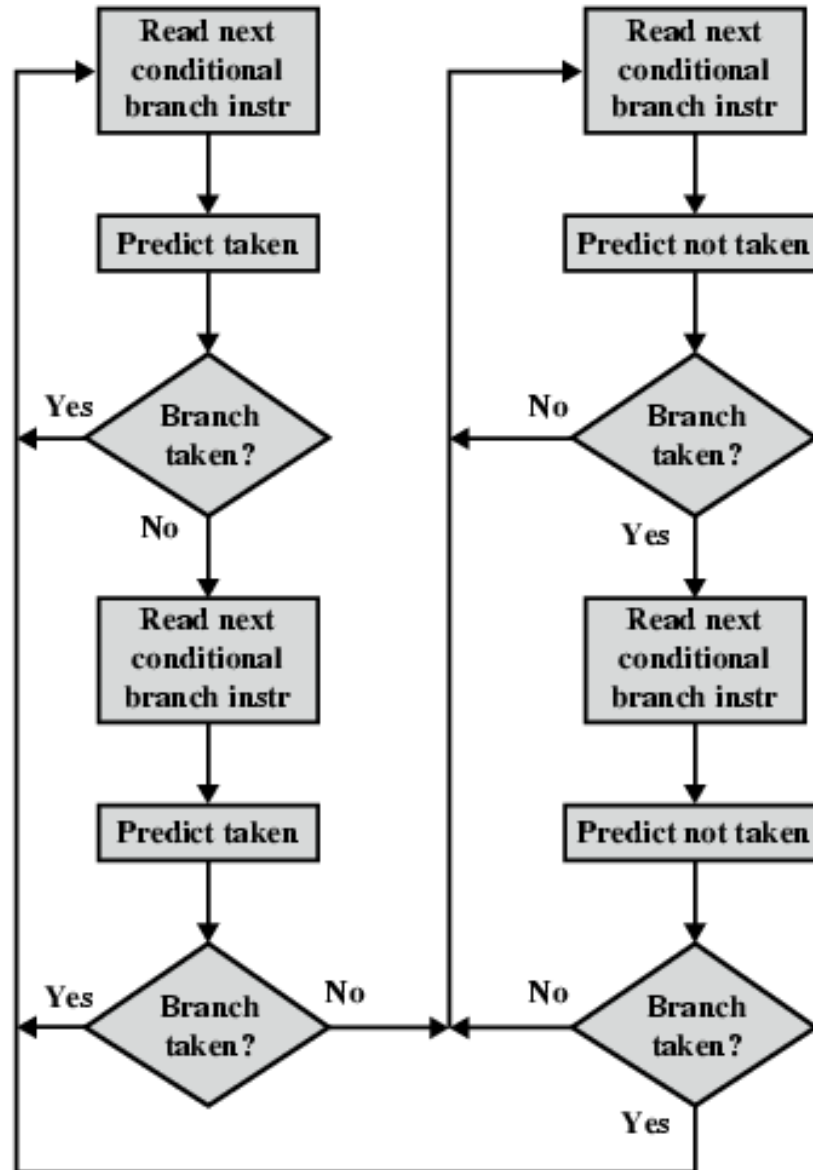 Read next
conditional
branch instr
Predict taken
Yes
Branch
taken?
No
Read next
conditional
branch instr
Predict taken
Yes
Branch
taken?
No
Read next
conditional
branch instr
Predict not taken
No
Branch
taken?
Yes
Read next
conditional
branch instr
Predict not taken
No
Branch
taken?
Yes